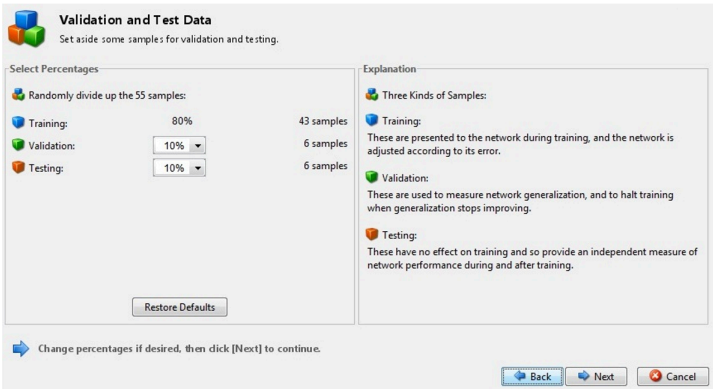 Validation and Test Data
Set aside some samples for validation and testing.
Select Percentages
Randomly divide up the 55 samples:
Training: 80% 43 samples
Validation: 10% 6 samples
Testing: 10% 6 samples
Restore Defaults
Explanation
Three Kinds of Samples:
Training:
These are presented to the network during training, and the network is
adjusted according to its error.
Validation:
These are used to measure network generalization, and to halt training
when generalization stops improving.
Testing:
These have no effect on training and so provide an independent measure of
network performance during and after training.
Change percentages if desired, then click [Next] to continue.
Back Next Cancel